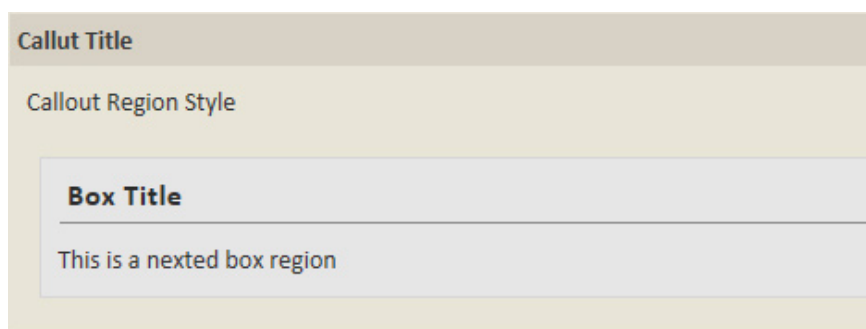 Callut Title
Callout Region Style
Box Title
This is a nexted box region